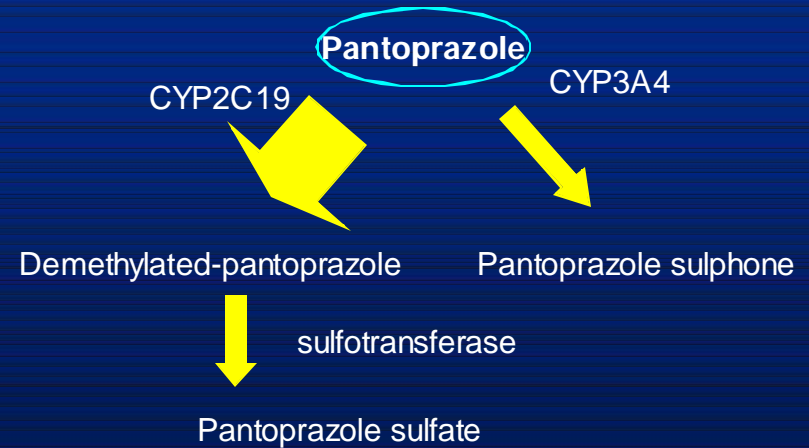 Pantoprazole
CYP2C19
CYP3A4
Demethylated-pantoprazole
Pantoprazole sulphone
sulfotransferase
Pantoprazole sulfate